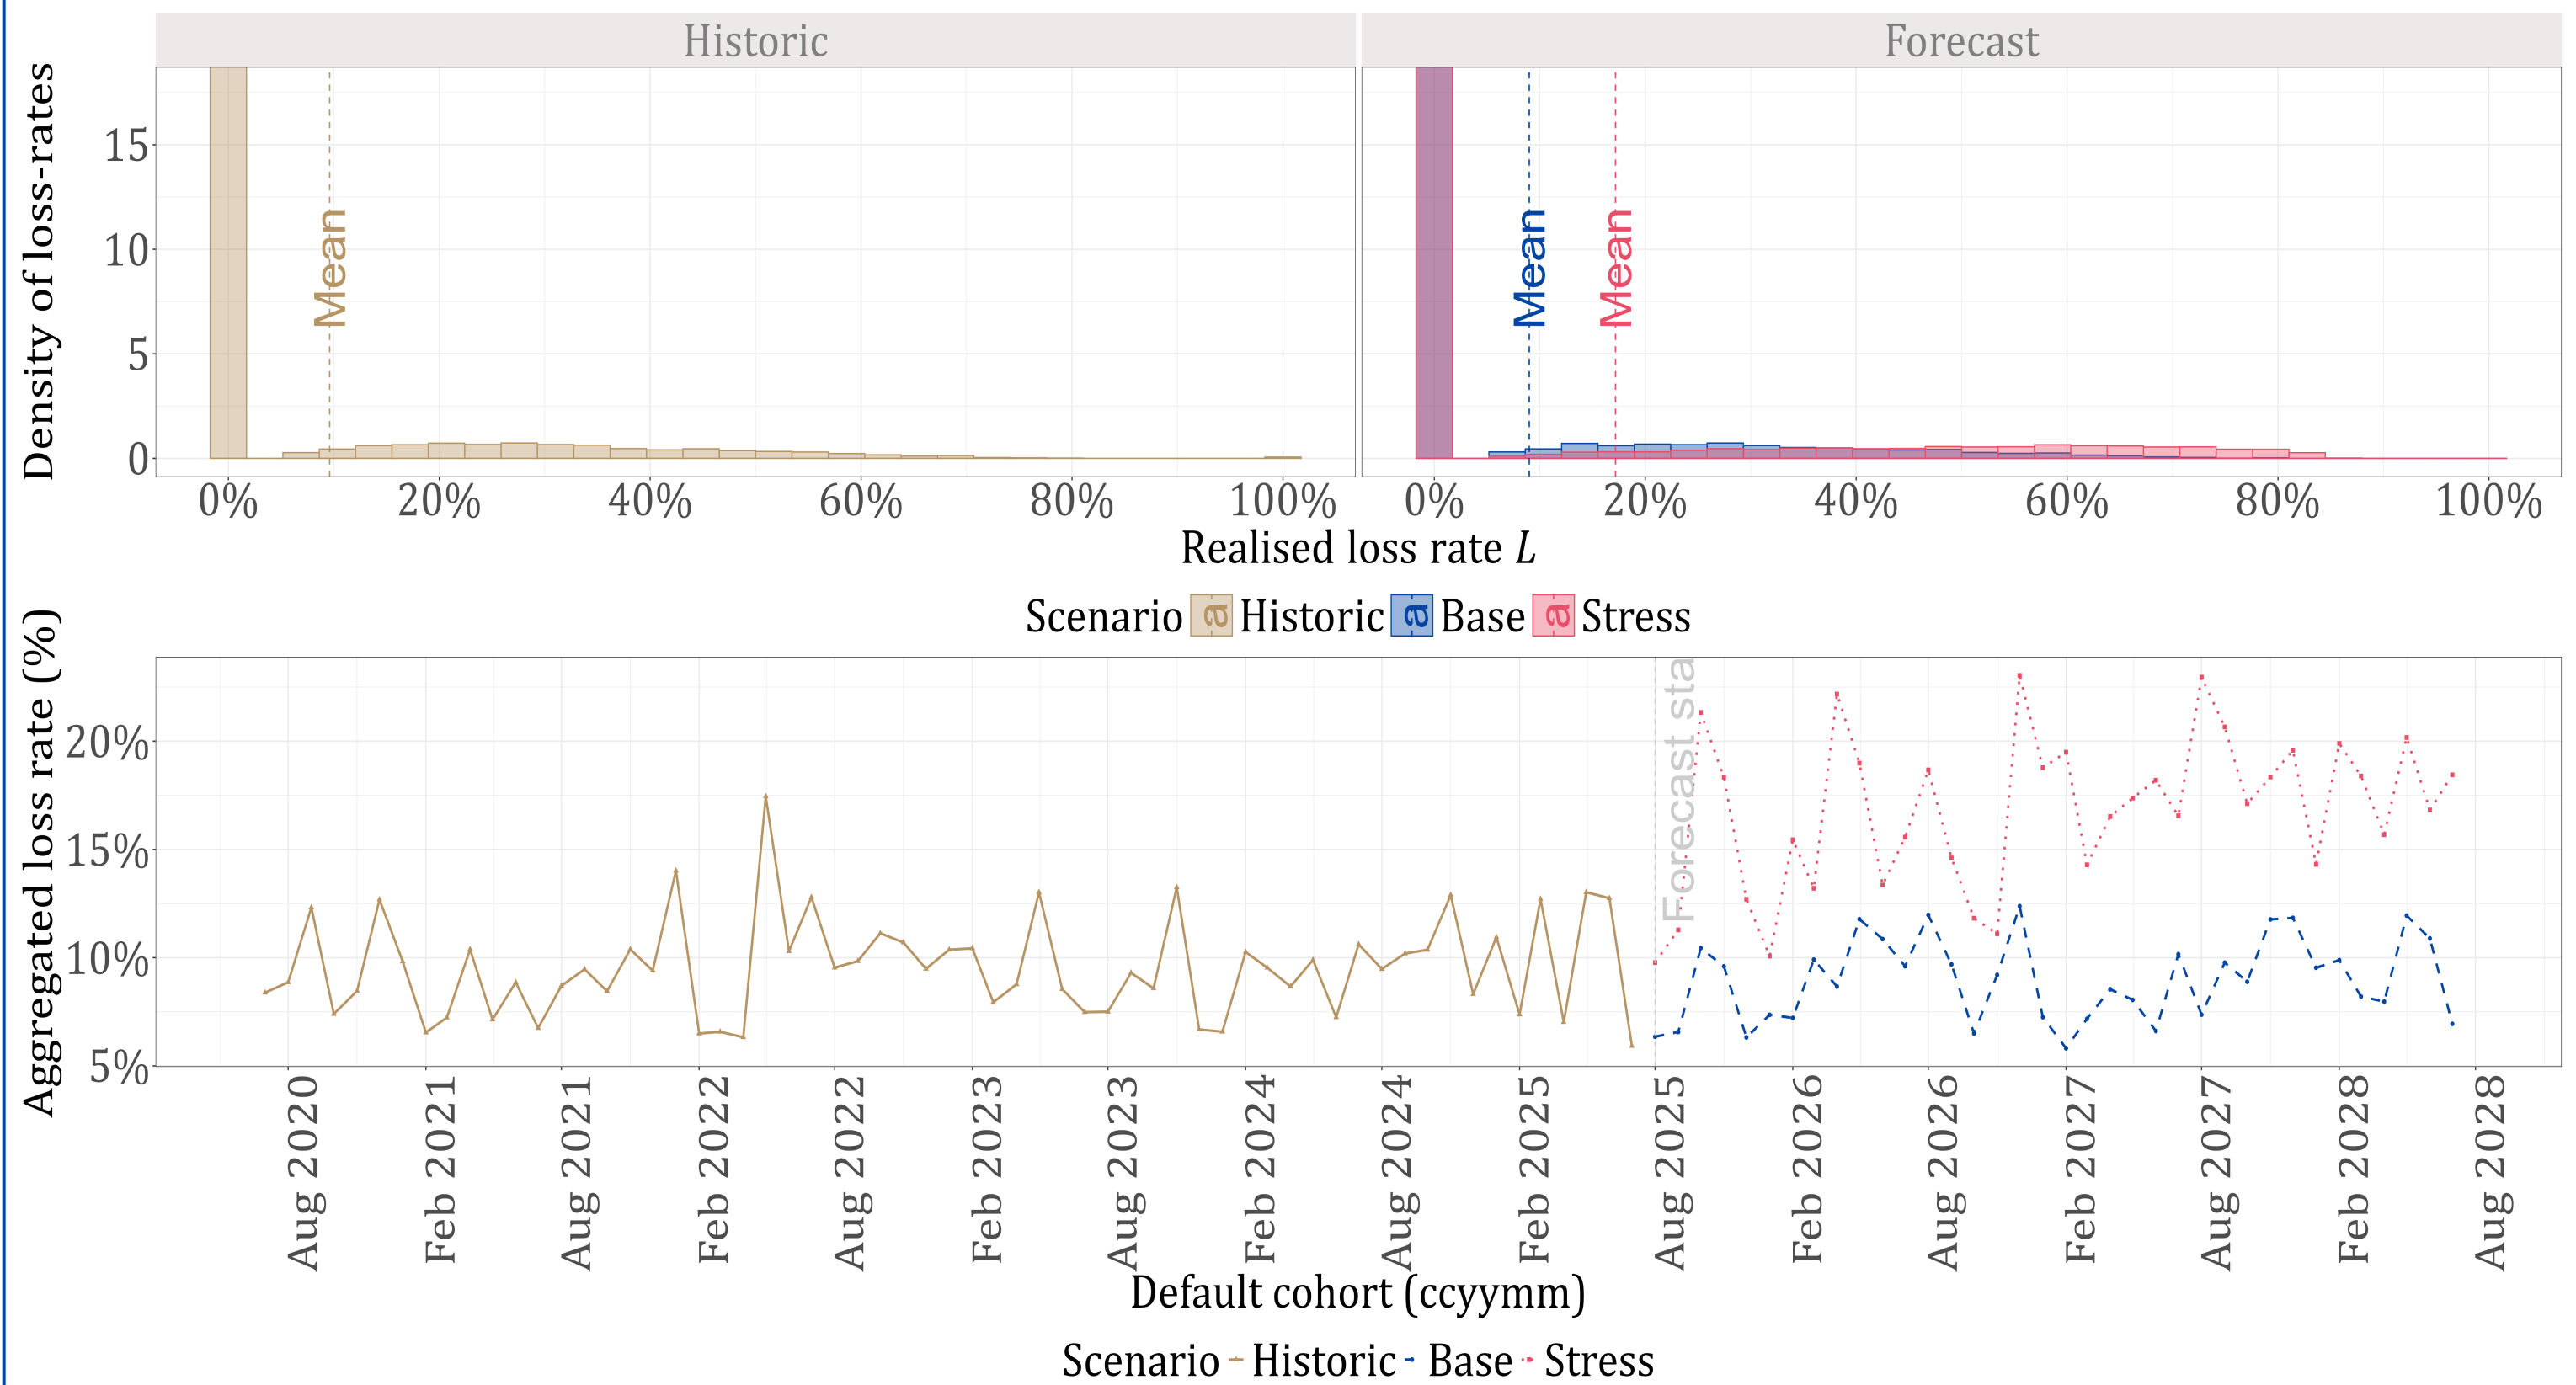 Historic
Forecast
Density of loss-rates
15
10
5
0
Mean
Mean
Mean
0% 20% 40% 60% 80% 100%
0% 20% 40% 60% 80% 100%
Realised loss rate L
Scenario a Historic a Base a Stress
Aggregated loss rate (%)
20%
15%
10%
5%
Forecast sta
Aug 2020
Feb 2021
Aug 2021
Feb 2022
Aug 2022
Feb 2023
Aug 2023
Feb 2024
Aug 2024
Feb 2025
Aug 2025
Feb 2026
Aug 2026
Feb 2027
Aug 2027
Feb 2028
Aug 2028
Default cohort (ccyymm)
Scenario Historic Base Stress